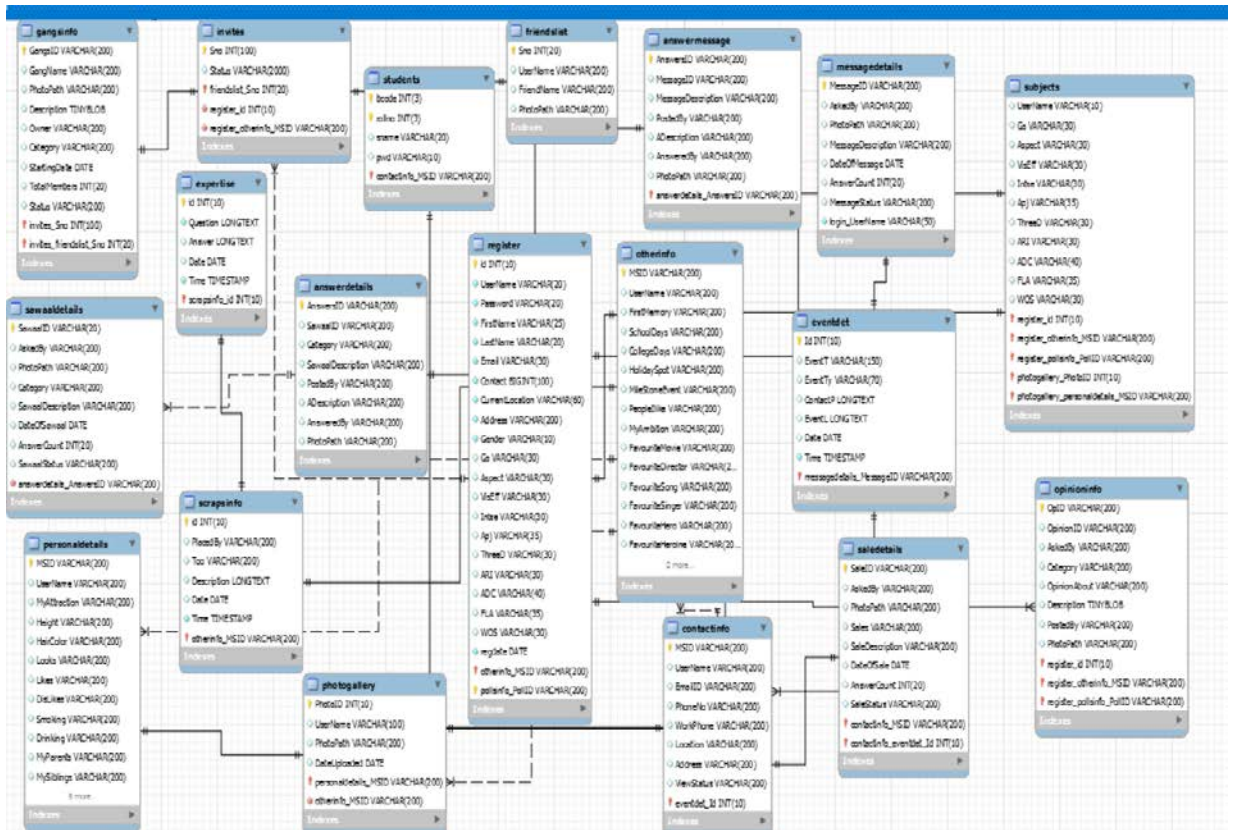 gangsinfo
GangsID VARCHAR(200)
GangName VARCHAR(200)
PhotoPath VARCHAR(200)
Description TINYBLOB
Owner VARCHAR(200)
Category VARCHAR(200)
StartingDate DATE
TotalMembers INT(20)
Status VARCHAR(200)
invites_Sno INT(100)
invites_friendslist_Sno INT(20)
Indexes
invites
Sno INT(100)
Status VARCHAR(2000)
friendslist_Sno INT(20)
register_id INT(10)
register_otherinfo_MSID VARCHAR(200)
Indexes
students
bcode INT(3)
rollno INT(3)
sname VARCHAR(20)
pwd VARCHAR(10)
contactinfo_MSID VARCHAR(200)
Indexes
friendslist
Sno INT(20)
UserName VARCHAR(200)
FriendName VARCHAR(200)
PhotoPath VARCHAR(200)
Indexes
answermessage
AnswersID VARCHAR(200)
MessageID VARCHAR(200)
MessageDescription VARCHAR(200)
PostedBy VARCHAR(200)
ADescription VARCHAR(200)
AnsweredBy VARCHAR(200)
PhotoPath VARCHAR(200)
answerdetails_AnswersID VARCHAR(200)
Indexes
messagedetails
MessageID VARCHAR(200)
AskedBy VARCHAR(200)
PhotoPath VARCHAR(200)
MessageDescription VARCHAR(200)
DateOfMessage DATE
AnswerCount INT(20)
MessageStatus VARCHAR(200)
login_UserName VARCHAR(50)
Indexes
subjects
UserName VARCHAR(10)
Gs VARCHAR(30)
Aspect VARCHAR(30)
VisEff VARCHAR(30)
Intse VARCHAR(30)
Apj VARCHAR(35)
ThreeD VARCHAR(30)
ARI VARCHAR(30)
ADC VARCHAR(40)
FLA VARCHAR(35)
WOS VARCHAR(30)
register_id INT(10)
register_otherinfo_MSID VARCHAR(200)
register_pollsinfo_PollID VARCHAR(200)
photogallery_PhotoID INT(10)
photogallery_personaldetails_MSID VARCHAR(200)
Indexes
expertise
id INT(10)
Question LONGTEXT
Answer LONGTEXT
Date DATE
Time TIMESTAMP
scrapsinfo_id INT(10)
Indexes
sawaaldetails
SawaalID VARCHAR(20)
AskedBy VARCHAR(200)
PhotoPath VARCHAR(200)
Category VARCHAR(200)
SawaalDescription VARCHAR(200)
DateOfSawaal DATE
AnswerCount INT(20)
SawaalStatus VARCHAR(200)
answerdetails_AnswersID VARCHAR(200)
Indexes
answerdetails
AnswersID VARCHAR(200)
SawaalID VARCHAR(200)
Category VARCHAR(200)
SawaalDescription VARCHAR(200)
PostedBy VARCHAR(200)
ADescription VARCHAR(200)
AnsweredBy VARCHAR(200)
PhotoPath VARCHAR(200)
Indexes
register
id INT(10)
UserName VARCHAR(20)
Password VARCHAR(20)
FirstName VARCHAR(25)
LastName VARCHAR(20)
Email VARCHAR(30)
Contact BIGINT(100)
CurrentLocation VARCHAR(60)
Address VARCHAR(200)
Gender VARCHAR(10)
Gs VARCHAR(30)
Aspect VARCHAR(30)
VisEff VARCHAR(30)
Intse VARCHAR(30)
Apj VARCHAR(35)
ThreeD VARCHAR(30)
ARI VARCHAR(30)
ADC VARCHAR(40)
FLA VARCHAR(35)
WOS VARCHAR(30)
regdate DATE
otherinfo_MSID VARCHAR(200)
pollsinfo_PollID VARCHAR(200)
Indexes
otherinfo
MSID VARCHAR(200)
UserName VARCHAR(200)
FirstMemory VARCHAR(200)
SchoolDays VARCHAR(200)
CollegeDays VARCHAR(200)
HolidaySpot VARCHAR(200)
MileStoneEvent VARCHAR(200)
PeopleILike VARCHAR(200)
MyAmbition VARCHAR(200)
FavouriteMovie VARCHAR(200)
FavouriteDirector VARCHAR(2...
FavouriteSong VARCHAR(200)
FavouriteSinger VARCHAR(200)
FavouriteHero VARCHAR(200)
FavouriteHeroine VARCHAR(20...
2 more...
Indexes
eventdet
Id INT(10)
EventT VARCHAR(150)
EventTy VARCHAR(70)
ContactP LONGTEXT
EventL LONGTEXT
Date DATE
Time TIMESTAMP
messagedetails_MessageID VARCHAR(200)
Indexes
scrapsinfo
id INT(10)
PlacedBy VARCHAR(200)
Too VARCHAR(200)
Description LONGTEXT
Date DATE
Time TIMESTAMP
otherinfo_MSID VARCHAR(200)
Indexes
personaldetails
MSID VARCHAR(200)
UserName VARCHAR(200)
MyAttraction VARCHAR(200)
Height VARCHAR(200)
HairColor VARCHAR(200)
Looks VARCHAR(200)
Likes VARCHAR(200)
DisLikes VARCHAR(200)
Smoking VARCHAR(200)
Drinking VARCHAR(200)
MyParents VARCHAR(200)
MySiblings VARCHAR(200)
6 more...
Indexes
photogallery
PhotoID INT(10)
UserName VARCHAR(100)
PhotoPath VARCHAR(200)
DateUploaded DATE
personaldetails_MSID VARCHAR(200)
otherinfo_MSID VARCHAR(200)
Indexes
contactinfo
MSID VARCHAR(200)
UserName VARCHAR(200)
EmailID VARCHAR(200)
PhoneNo VARCHAR(200)
WorkPhone VARCHAR(200)
Location VARCHAR(200)
Address VARCHAR(200)
ViewStatus VARCHAR(200)
eventdet_Id INT(10)
Indexes
saledetails
SaleID VARCHAR(200)
AskedBy VARCHAR(200)
PhotoPath VARCHAR(200)
Sales VARCHAR(200)
SaleDescription VARCHAR(200)
DateOfSale DATE
AnswerCount INT(20)
SaleStatus VARCHAR(200)
contactinfo_MSID VARCHAR(200)
contactinfo_eventdet_Id INT(10)
Indexes
opinioninfo
OpID VARCHAR(200)
OpinionID VARCHAR(200)
AskedBy VARCHAR(200)
Category VARCHAR(200)
OpinionAbout VARCHAR(200)
Description TINYBLOB
PostedBy VARCHAR(200)
PhotoPath VARCHAR(200)
register_id INT(10)
register_otherinfo_MSID VARCHAR(200)
register_pollsinfo_PollID VARCHAR(200)
Indexes